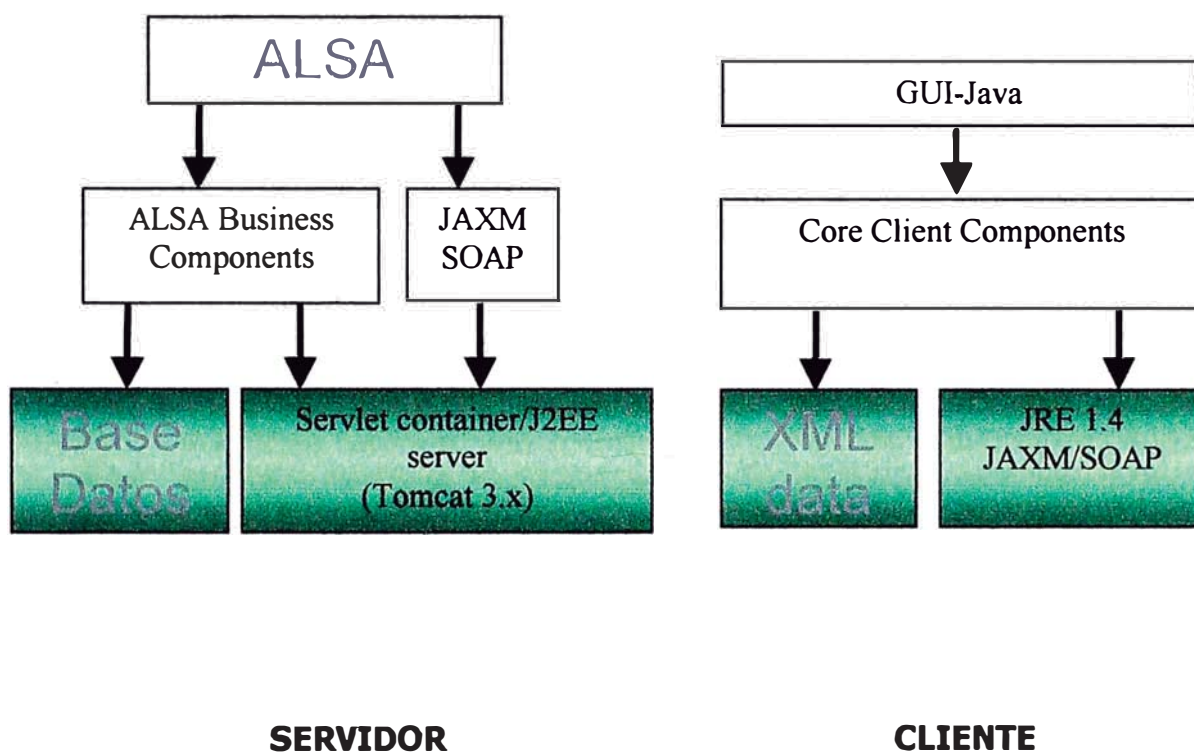 ALSA
ALSA Business
Components
JAXM
SOAP
Base
Datos
Servlet container/J2EE
server
(Tomcat 3.x)
SERVIDOR
GUI-Java
Core Client Components
XML
data
JRE 1.4
JAXM/SOAP
CLIENTE